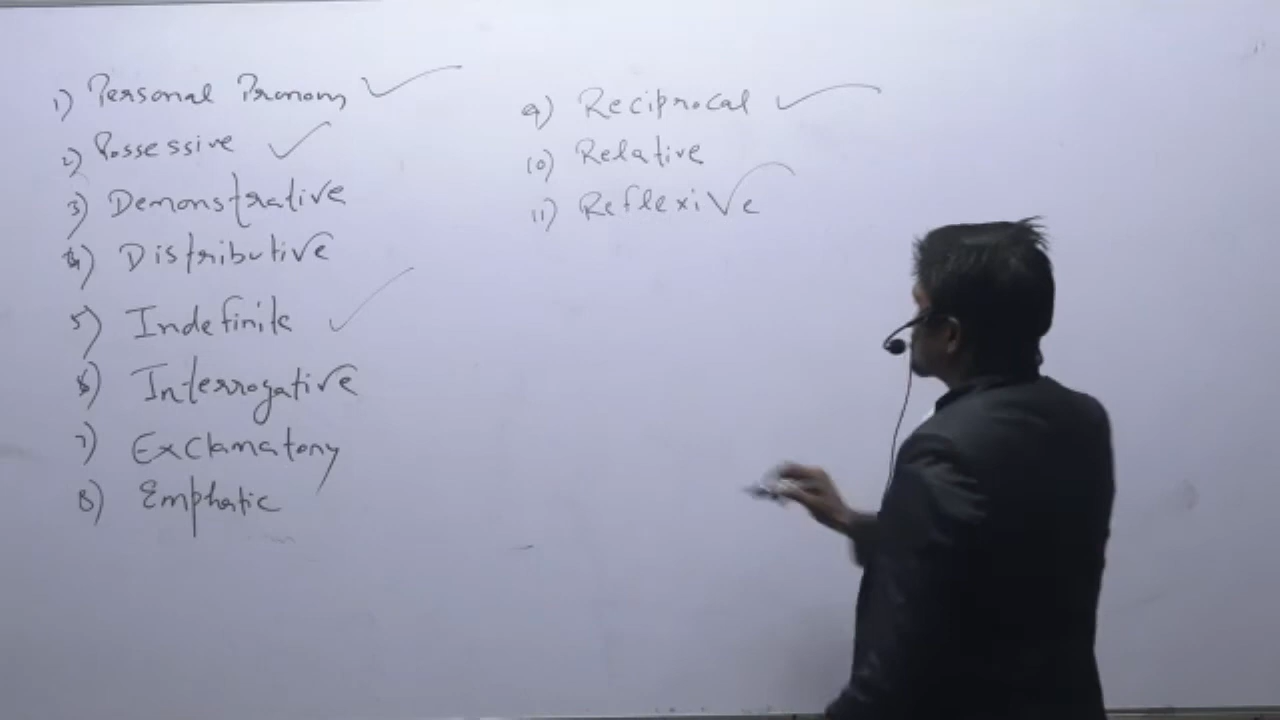 1) Personal Pronouns
2) Possessive
3) Demonstrative
4) Distributive
5) Indefinite
6) Interrogative
7) Exclamatory
8) Emphatic
9) Reciprocal
10) Relative
11) Reflexive